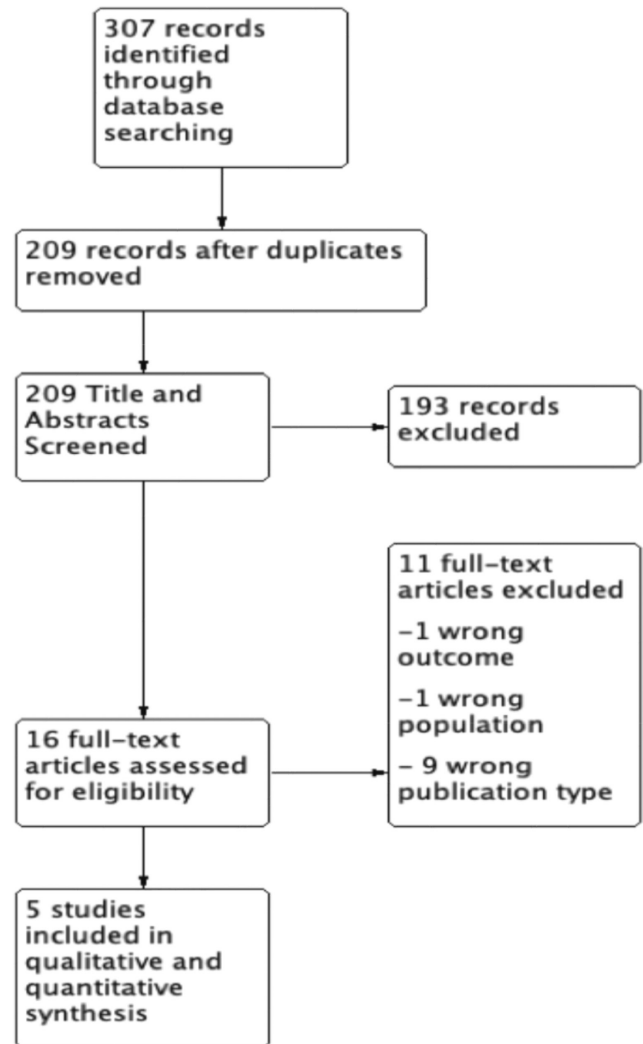 307 records
identified
through
database
searching
209 records after duplicates
removed
209 Title and
Abstracts
Screened
193 records
excluded
11 full-text
articles excluded
-1 wrong
outcome
-1 wrong
population
- 9 wrong
publication type
16 full-text
articles assessed
for eligibility
5 studies
included in
qualitative and
quantitative
synthesis